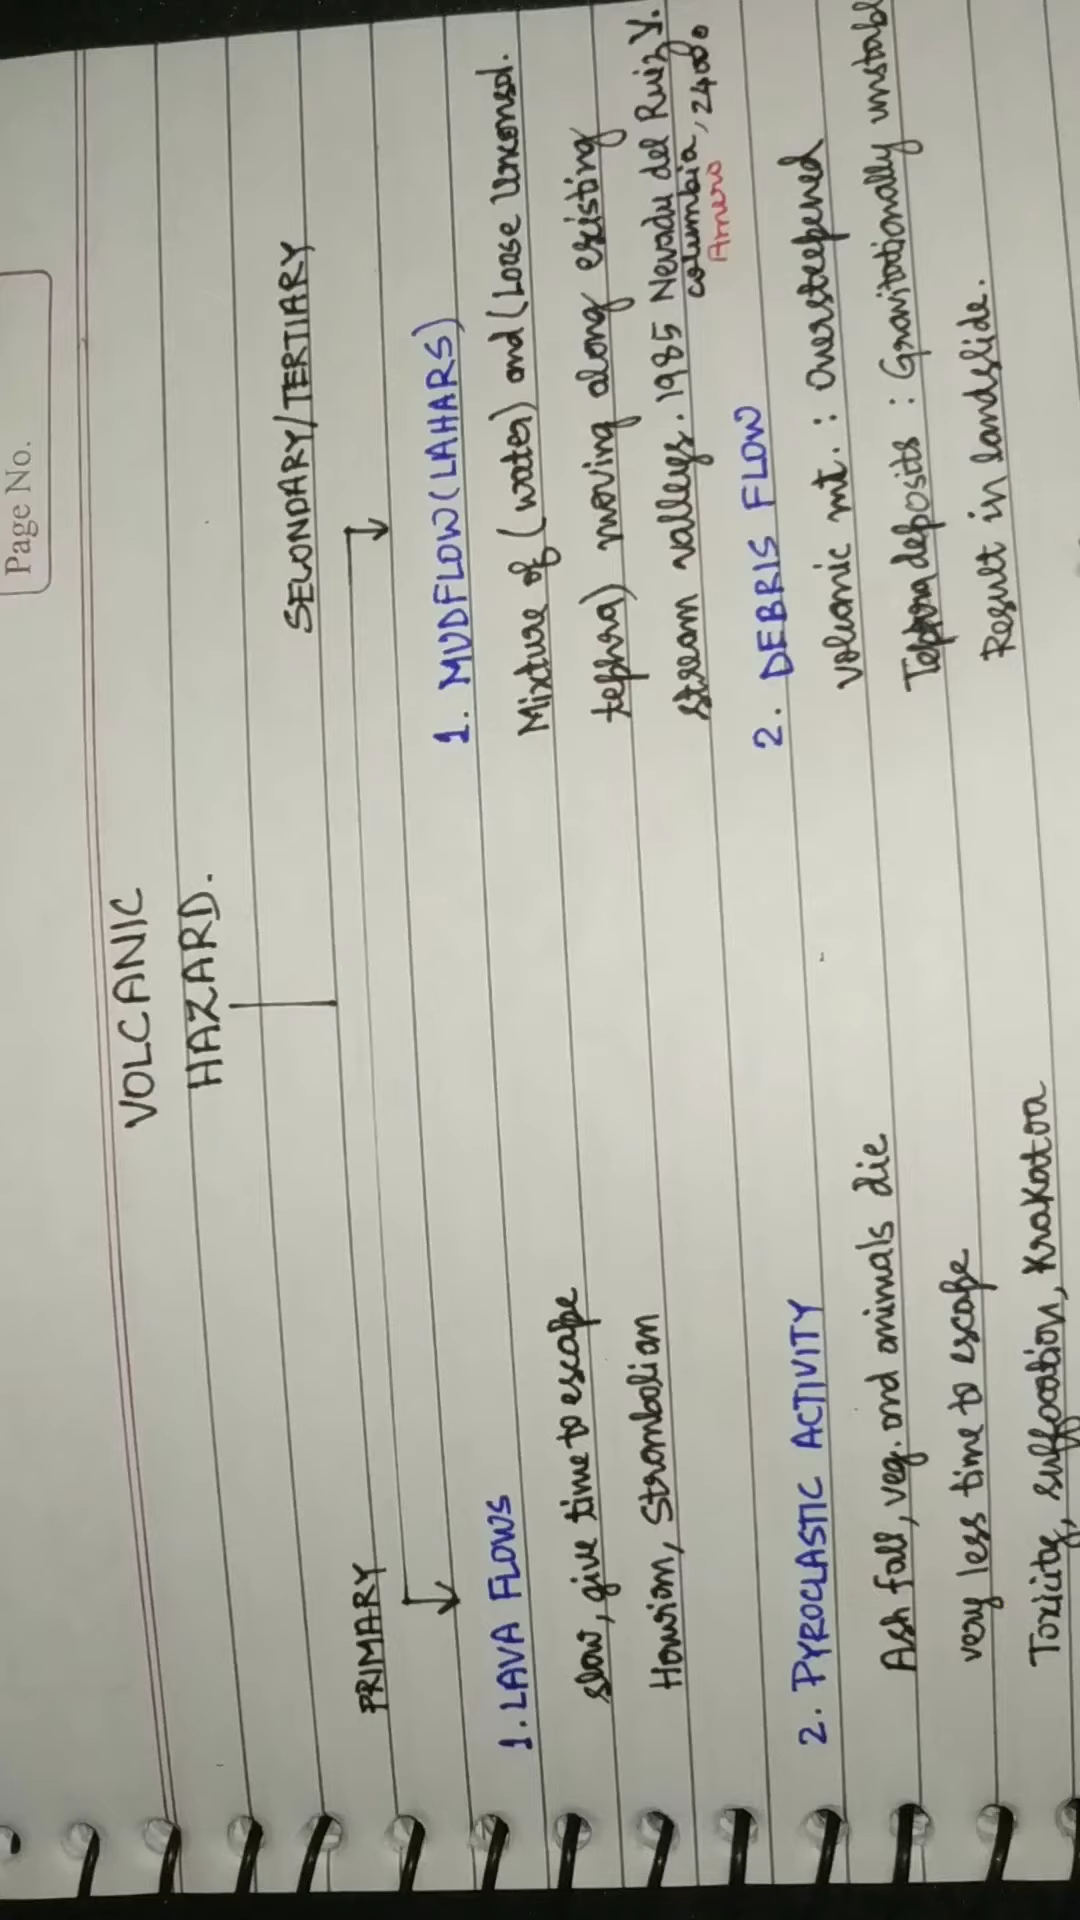 Page No.
VOLCANIC
HAZARD.
PRIMARY
1. LAVA FLOWS
slow, give time to escape
Hawian, Strombolian
2. PYROCLASTIC ACTIVITY
Ash fall, veg. and animals die
very less time to escape
Toxicity, suffocation, Krakatoa
SECONDARY/TERTIARY
1. MUDFLOW (LAHARS)
Mixture of (water) and (Loose Unconsol.
tephra) moving along existing
stream valleys. 1985 Nevadu del Ruiz V.
columbia, 24000
Amero
2. DEBRIS FLOW
Volcanic mt. : Oversteepened
Tephra deposits : Gravitationally unstabl
Result in landslide.